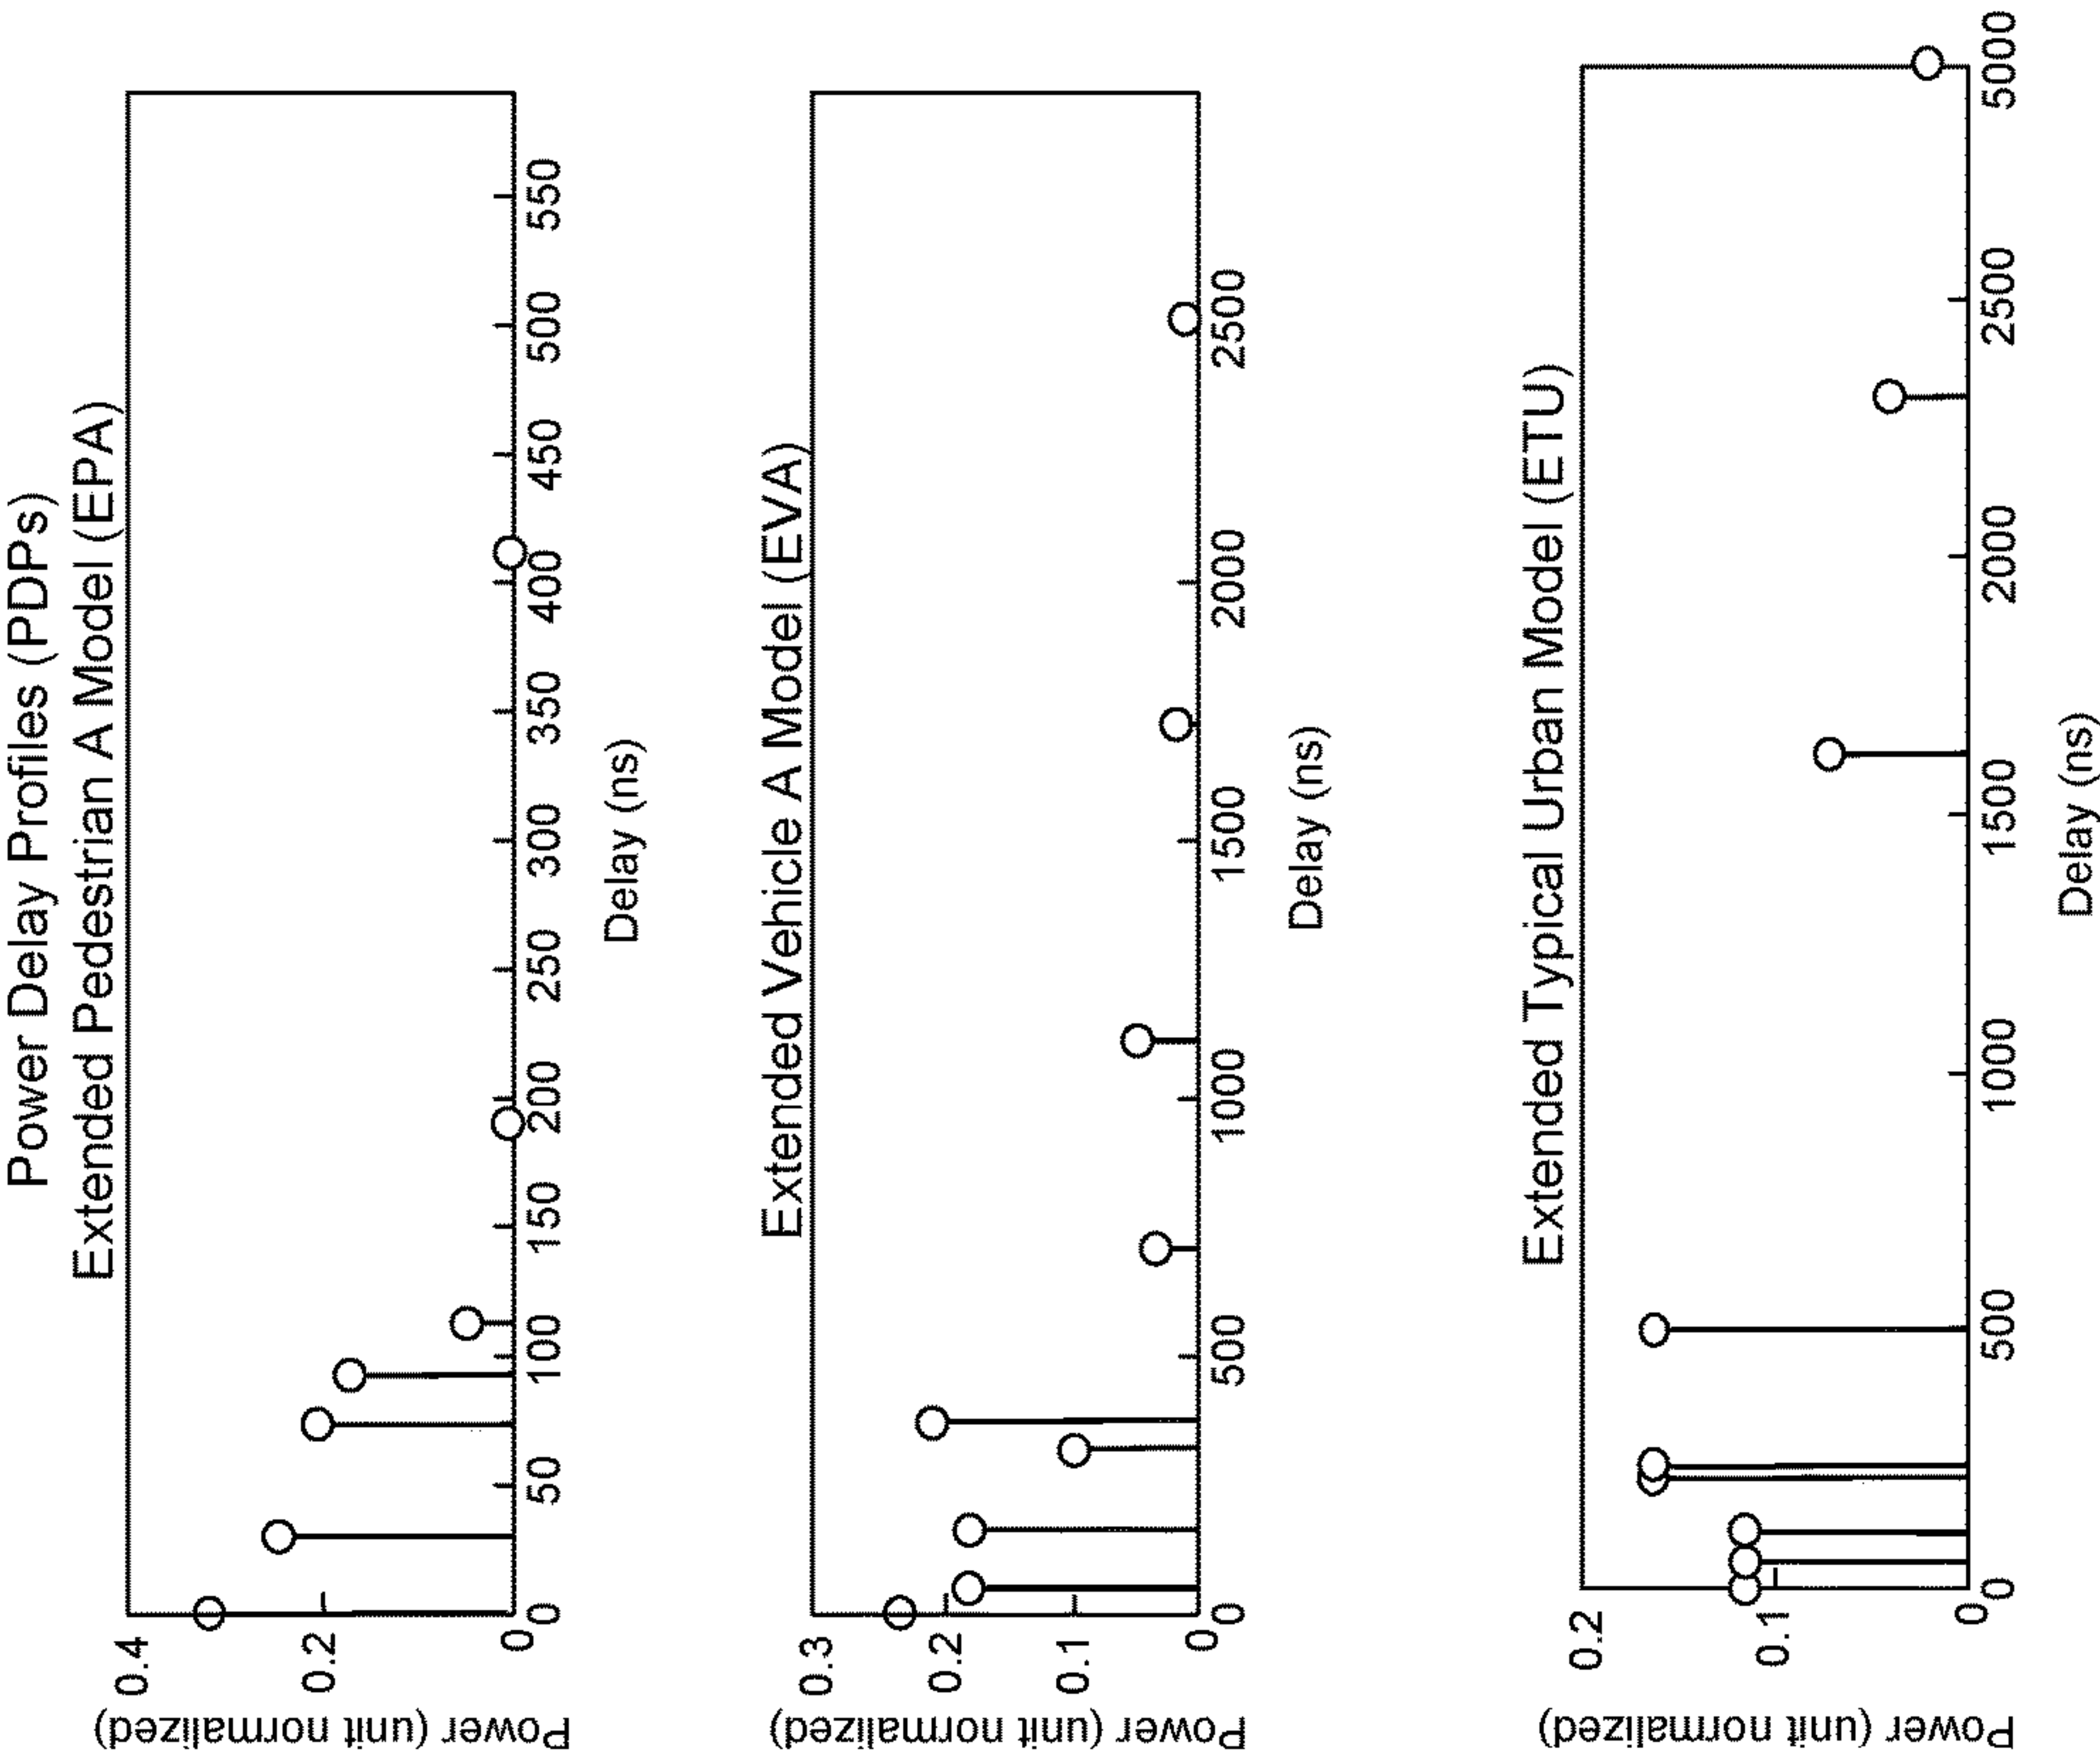 Power Delay Profiles (PDPs)
Extended Pedestrian A Model (EPA)
Power (unit normalized)
0.4
0.2
0
0 50 100 150 200 250 300 350 400 450 500 550
Delay (ns)
Extended Vehicle A Model (EVA)
Power (unit normalized)
0.3
0.2
0.1
0
0 500 1000 1500 2000 2500
Delay (ns)
Extended Typical Urban Model (ETU)
Power (unit normalized)
0.2
0.1
0
0 500 1000 1500 2000 2500 5000
Delay (ns)